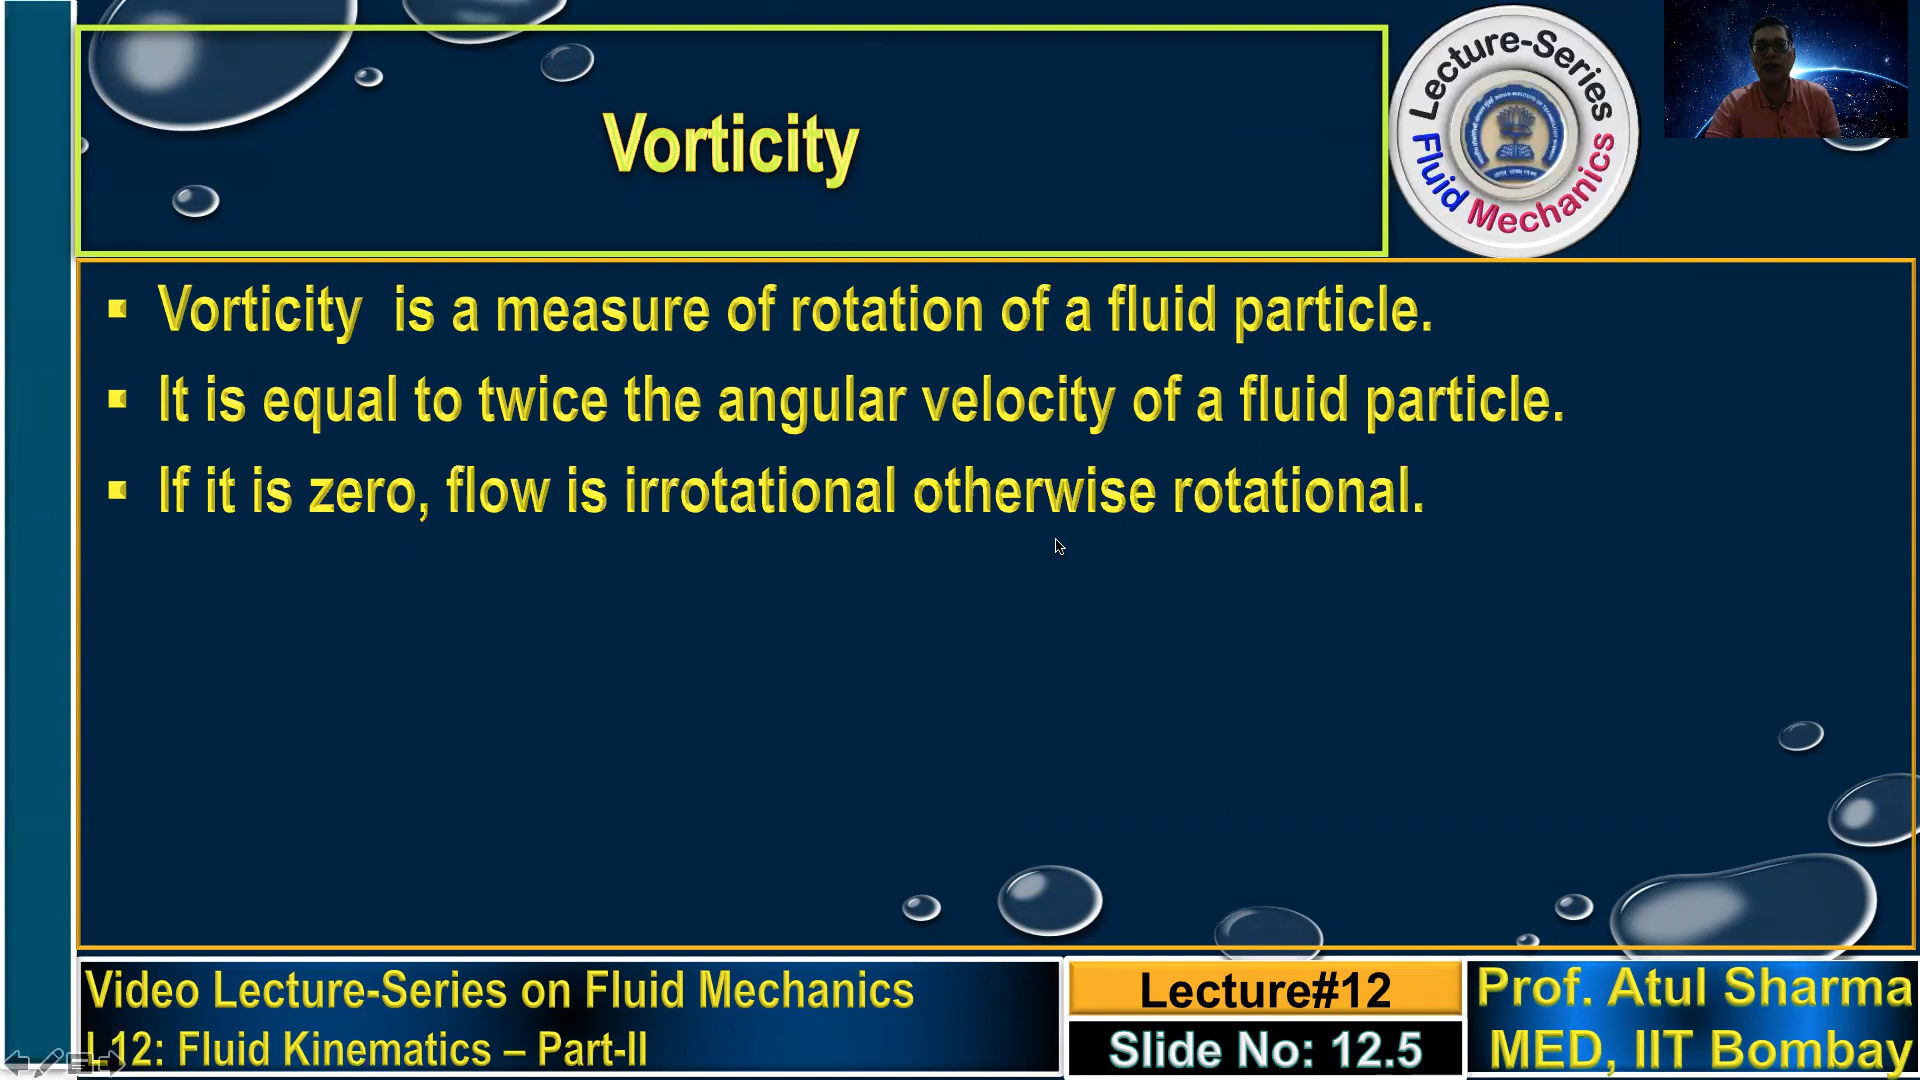 Vorticity
Lecture-Series
Fluid Mechanics
▪ Vorticity is a measure of rotation of a fluid particle.
▪ It is equal to twice the angular velocity of a fluid particle.
▪ If it is zero, flow is irrotational otherwise rotational.
Video Lecture-Series on Fluid Mechanics
L12: Fluid Kinematics – Part-II
Lecture#12
Slide No: 12.5
Prof. Atul Sharma
MED, IIT Bombay